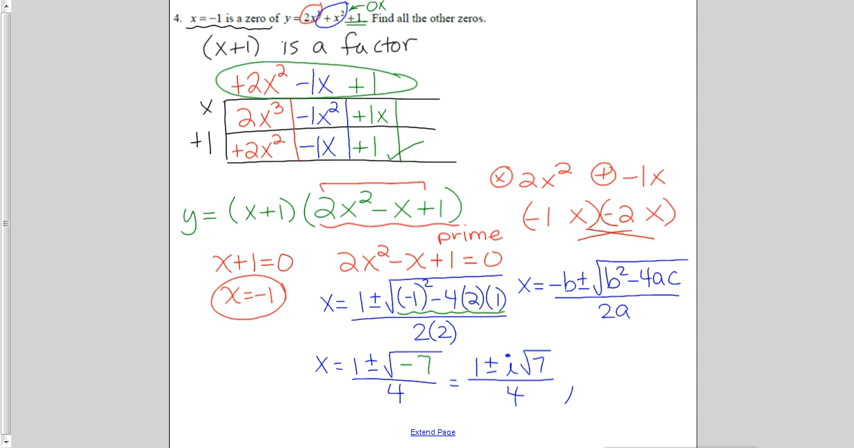 OK
4. x = −1 is a zero of y = 2x³ + x² + 1. Find all the other zeros.
(x+1) is a factor
+2x² −1x +1
x 2x³ −1x² +1x
+1 +2x² −1x +1 ✓
ⓧ 2x² ⊕ −1x
y = (x+1)(2x² − x + 1) (−1 x)(−2 x)
prime
x+1=0 2x² − x + 1 = 0
x = −1 x = 1 ± √((−1)² − 4(2)(1)) / 2(2) x = −b ± √(b² − 4ac) / 2a
x = 1 ± √−7 / 4 = 1 ± i√7 / 4 ,
Extend Page